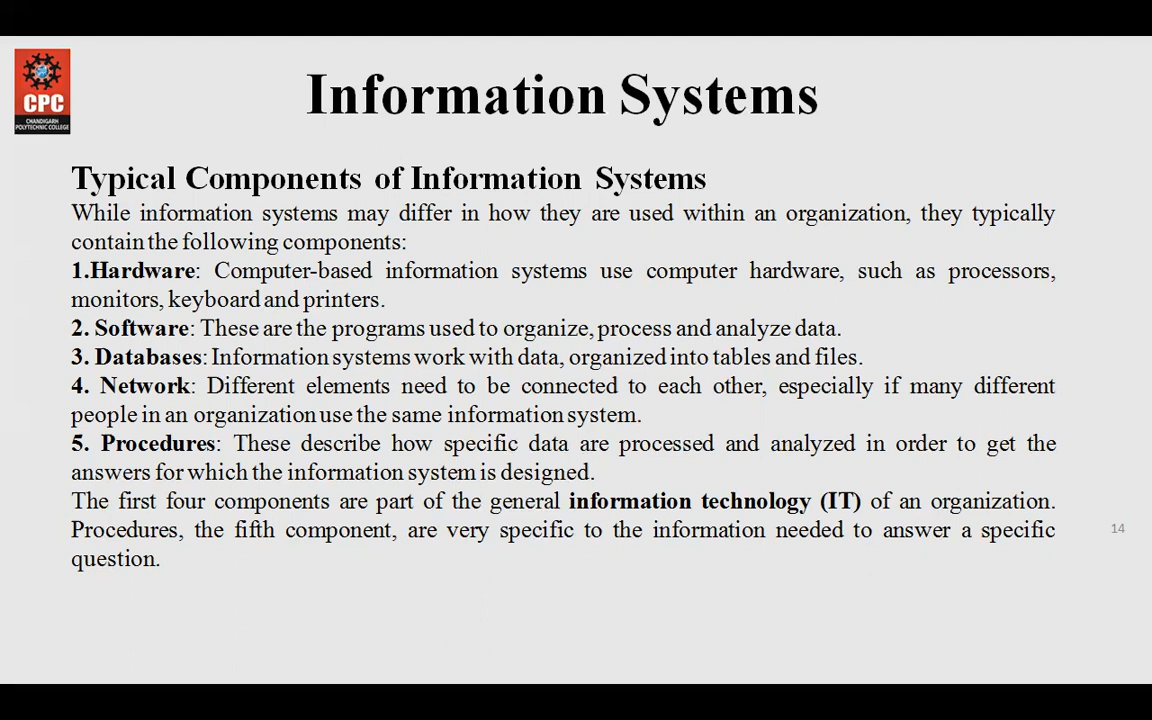 CPC
CHANDIGARH
POLYTECHNIC COLLEGE
Information Systems
Typical Components of Information Systems
While information systems may differ in how they are used within an organization, they typically
contain the following components:
1.Hardware: Computer-based information systems use computer hardware, such as processors,
monitors, keyboard and printers.
2. Software: These are the programs used to organize, process and analyze data.
3. Databases: Information systems work with data, organized into tables and files.
4. Network: Different elements need to be connected to each other, especially if many different
people in an organization use the same information system.
5. Procedures: These describe how specific data are processed and analyzed in order to get the
answers for which the information system is designed.
The first four components are part of the general information technology (IT) of an organization.
Procedures, the fifth component, are very specific to the information needed to answer a specific
question.
14